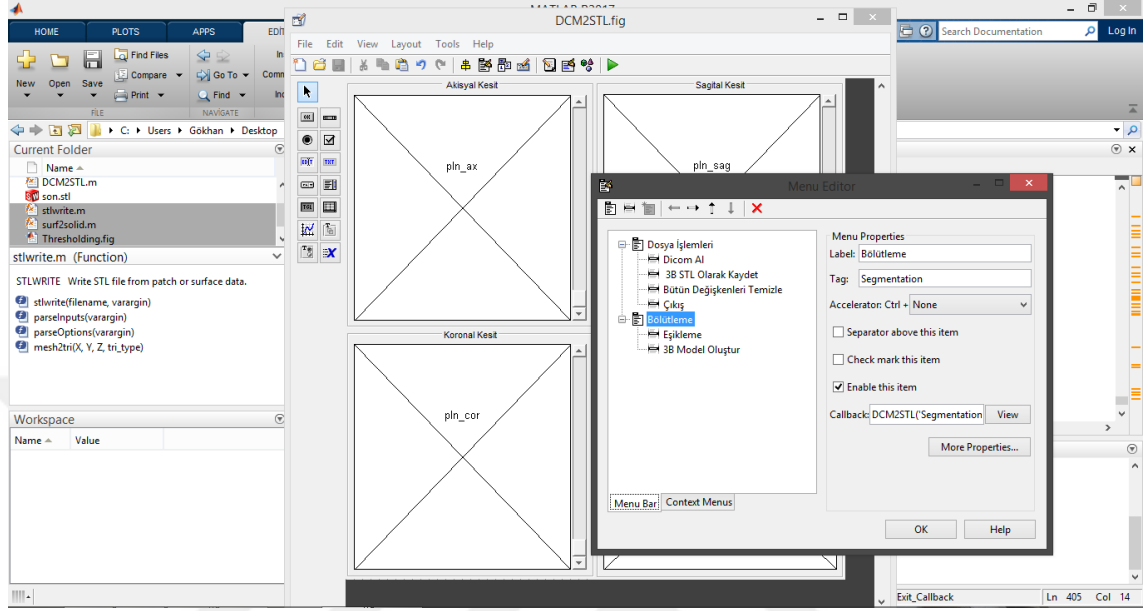 MATLAB R2017
HOME
PLOTS
APPS
Search Documentation
Log In
New
Open
Save
Find Files
Compare
Print
Go To
Find
FILE
NAVIGATE
C: Users Gökhan Desktop
Current Folder
Name
DCM2STL.m
son.stl
stlwrite.m
surf2solid.m
Thresholding.fig
stlwrite.m (Function)
STLWRITE Write STL file from patch or surface data.
stlwrite(filename, varargin)
parseInputs(varargin)
parseOptions(varargin)
mesh2tri(X, Y, Z, tri_type)
Workspace
Name Value
DCM2STL.fig
File Edit View Layout Tools Help
Akisyal Kesit
pln_ax
Sagital Kesit
pln_sag
Koronal Kesit
pln_cor
Menu Editor
Dosya İşlemleri
Dicom Al
3B STL Olarak Kaydet
Bütün Değişkenleri Temizle
Çıkış
Bölütleme
Eşikleme
3B Model Oluştur
Menu Bar Context Menus
Menu Properties
Label: Bölütleme
Tag: Segmentation
Accelerator: Ctrl + None
Separator above this item
Check mark this item
Enable this item
Callback: DCM2STL('Segmentation View
More Properties...
OK Help
Exit_Callback
Ln 405 Col 14